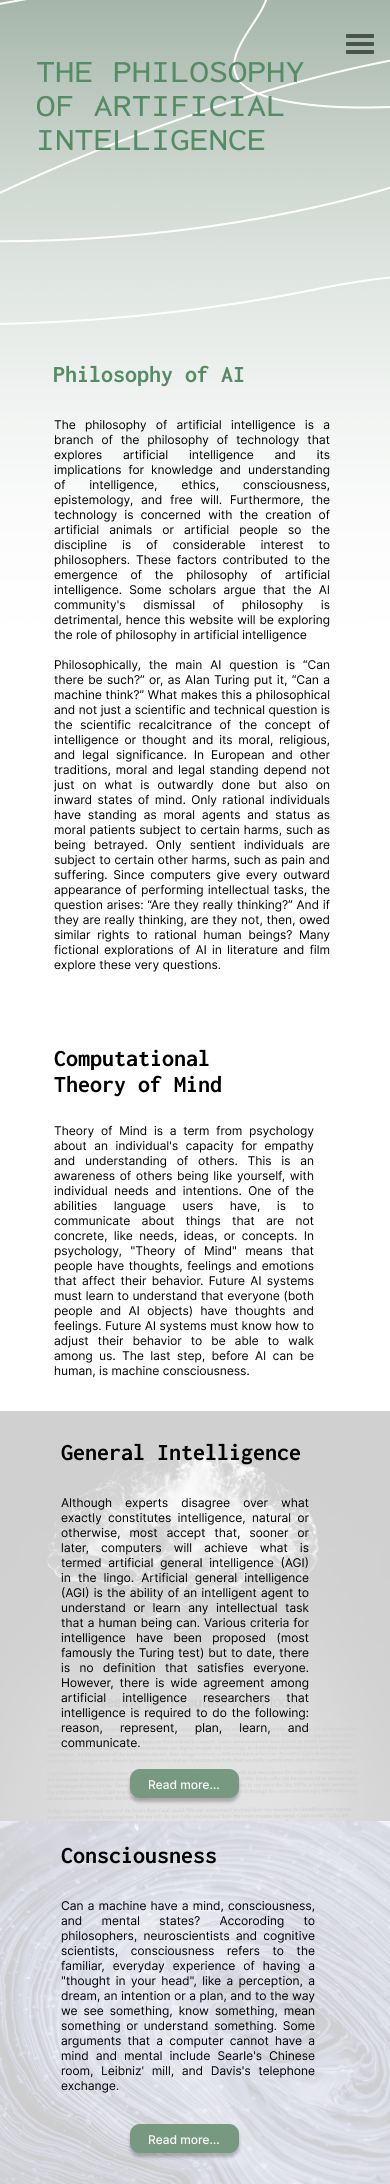 THE PHILOSOPHY
OF ARTIFICIAL
INTELLIGENCE
Philosophy of AI
The philosophy of artificial intelligence is a
branch of the philosophy of technology that
explores artificial intelligence and its
implications for knowledge and understanding
of intelligence, ethics, consciousness,
epistemology, and free will. Furthermore, the
technology is concerned with the creation of
artificial animals or artificial people so the
discipline is of considerable interest to
philosophers. These factors contributed to the
emergence of the philosophy of artificial
intelligence. Some scholars argue that the AI
community's dismissal of philosophy is
detrimental, hence this website will be exploring
the role of philosophy in artificial intelligence
Philosophically, the main AI question is “Can
there be such?” or, as Alan Turing put it, “Can a
machine think?” What makes this a philosophical
and not just a scientific and technical question is
the scientific recalcitrance of the concept of
intelligence or thought and its moral, religious,
and legal significance. In European and other
traditions, moral and legal standing depend not
just on what is outwardly done but also on
inward states of mind. Only rational individuals
have standing as moral agents and status as
moral patients subject to certain harms, such as
being betrayed. Only sentient individuals are
subject to certain other harms, such as pain and
suffering. Since computers give every outward
appearance of performing intellectual tasks, the
question arises: “Are they really thinking?” And if
they are really thinking, are they not, then, owed
similar rights to rational human beings? Many
fictional explorations of AI in literature and film
explore these very questions.
Computational
Theory of Mind
Theory of Mind is a term from psychology
about an individual's capacity for empathy
and understanding of others. This is an
awareness of others being like yourself, with
individual needs and intentions. One of the
abilities language users have, is to
communicate about things that are not
concrete, like needs, ideas, or concepts. In
psychology, "Theory of Mind" means that
people have thoughts, feelings and emotions
that affect their behavior. Future AI systems
must learn to understand that everyone (both
people and AI objects) have thoughts and
feelings. Future AI systems must know how to
adjust their behavior to be able to walk
among us. The last step, before AI can be
human, is machine consciousness.
General Intelligence
Although experts disagree over what
exactly constitutes intelligence, natural or
otherwise, most accept that, sooner or
later, computers will achieve what is
termed artificial general intelligence (AGI)
in the lingo. Artificial general intelligence
(AGI) is the ability of an intelligent agent to
understand or learn any intellectual task
that a human being can. Various criteria for
intelligence have been proposed (most
famously the Turing test) but to date, there
is no definition that satisfies everyone.
However, there is wide agreement among
artificial intelligence researchers that
intelligence is required to do the following:
reason, represent, plan, learn, and
communicate.
Read more...
Consciousness
Can a machine have a mind, consciousness,
and mental states? Accoroding to
philosophers, neuroscientists and cognitive
scientists, consciousness refers to the
familiar, everyday experience of having a
"thought in your head", like a perception, a
dream, an intention or a plan, and to the way
we see something, know something, mean
something or understand something. Some
arguments that a computer cannot have a
mind and mental include Searle's Chinese
room, Leibniz' mill, and Davis's telephone
exchange.
Read more...